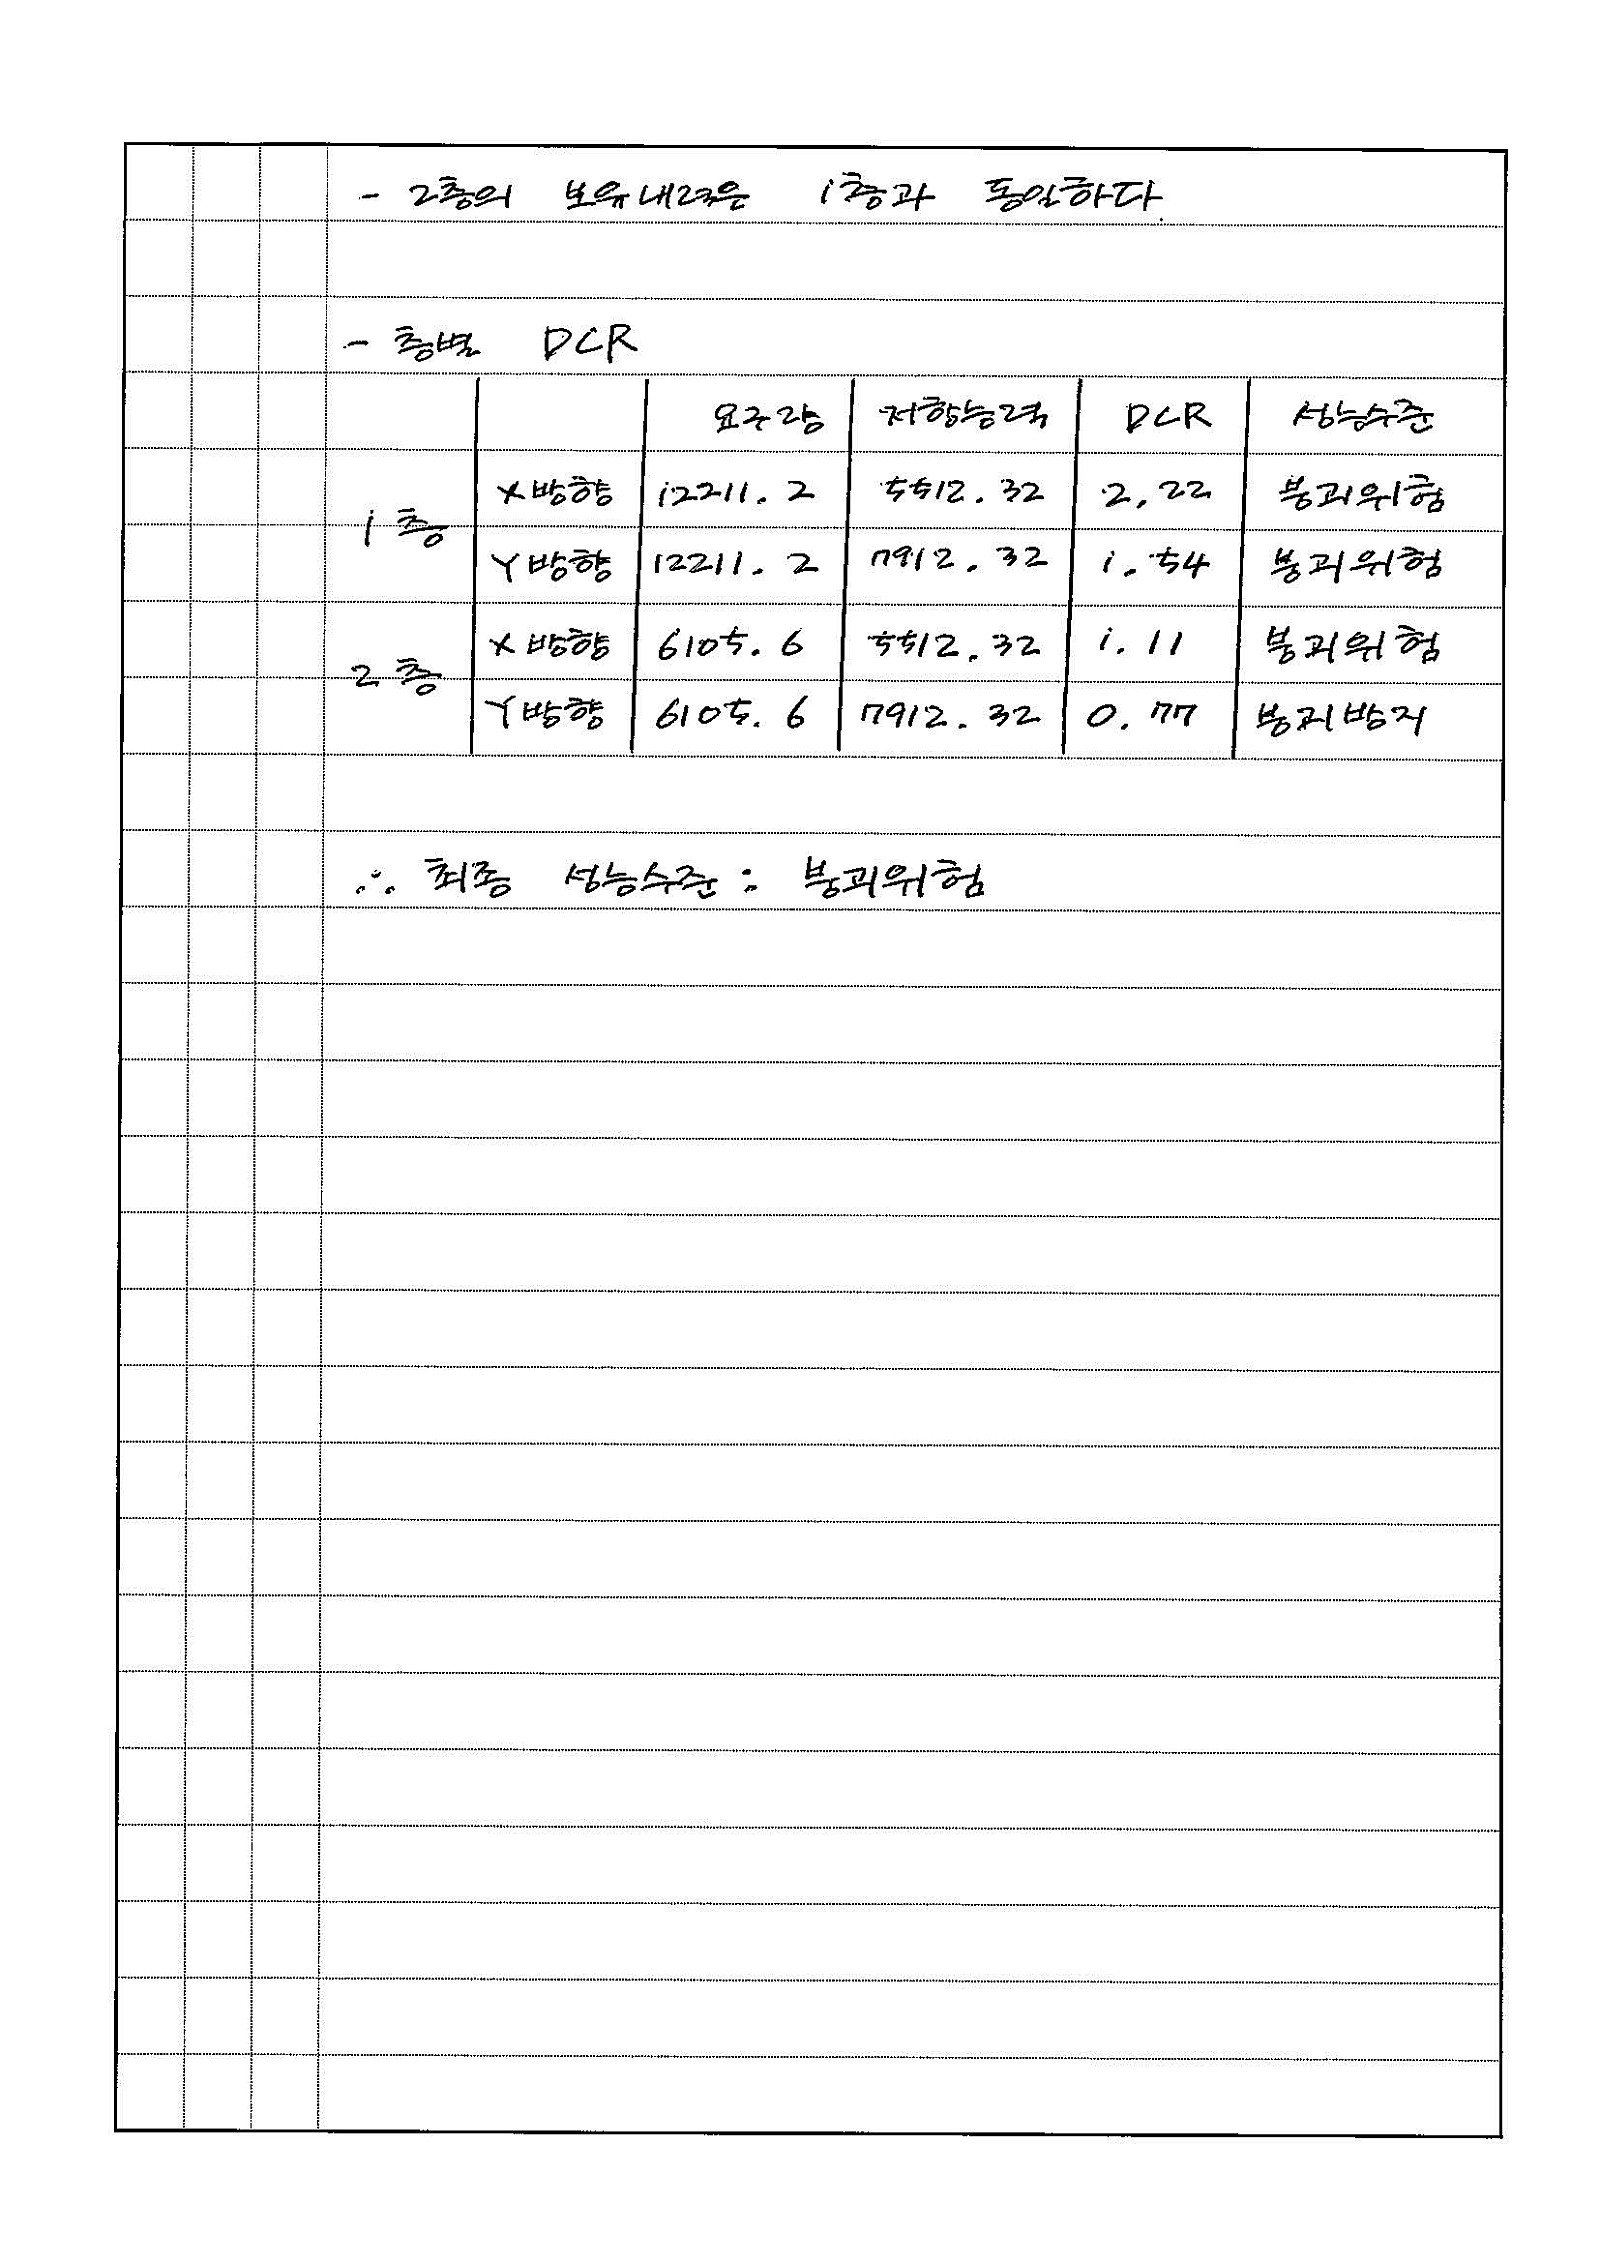 - 2층의 보유내력은 1층과 동일하다.
- 층별 DCR
요구량 저항능력 DCR 성능수준
1층 X방향 12211.2 5512.32 2.22 붕괴위험
Y방향 12211.2 7912.32 1.54 붕괴위험
2층 X방향 6105.6 5512.32 1.11 붕괴위험
Y방향 6105.6 7912.32 0.77 붕괴방지
∴ 최종 성능수준 : 붕괴위험